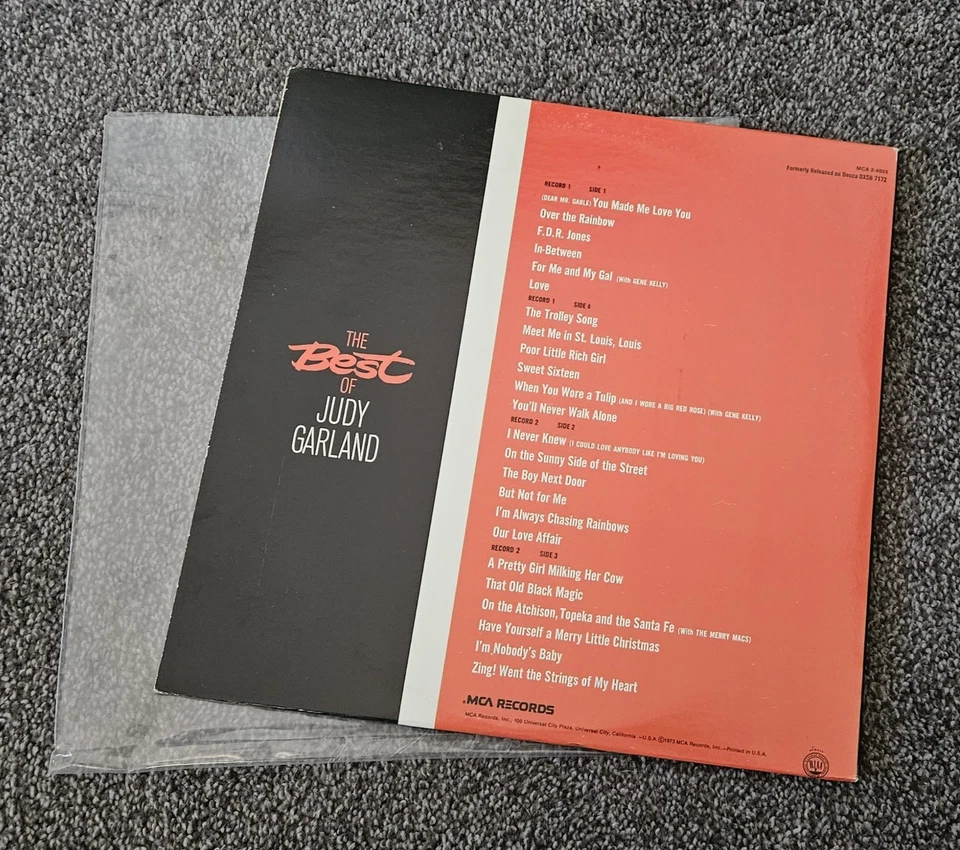 THE
Best
OF
JUDY
GARLAND
MCA 2-4003
Formerly Released on Decca DXSB 7172
RECORD 1 SIDE 1
(DEAR MR. GABLE) You Made Me Love You
Over the Rainbow
F.D.R. Jones
In-Between
For Me and My Gal (With GENE KELLY)
Love
RECORD 1 SIDE 4
The Trolley Song
Meet Me in St. Louis, Louis
Poor Little Rich Girl
Sweet Sixteen
When You Wore a Tulip (AND I WORE A BIG RED ROSE) (With GENE KELLY)
You'll Never Walk Alone
RECORD 2 SIDE 2
I Never Knew (I COULD LOVE ANYBODY LIKE I'M LOVING YOU)
On the Sunny Side of the Street
The Boy Next Door
But Not for Me
I'm Always Chasing Rainbows
Our Love Affair
RECORD 2 SIDE 3
A Pretty Girl Milking Her Cow
That Old Black Magic
On the Atchison, Topeka and the Santa Fe (With THE MERRY MACS)
Have Yourself a Merry Little Christmas
I'm Nobody's Baby
Zing! Went the Strings of My Heart
MCA RECORDS
MCA Records, Inc., 100 Universal City Plaza, Universal City, California—U.S.A. ©1973 MCA Records, Inc.—Printed in U.S.A.
RIAA